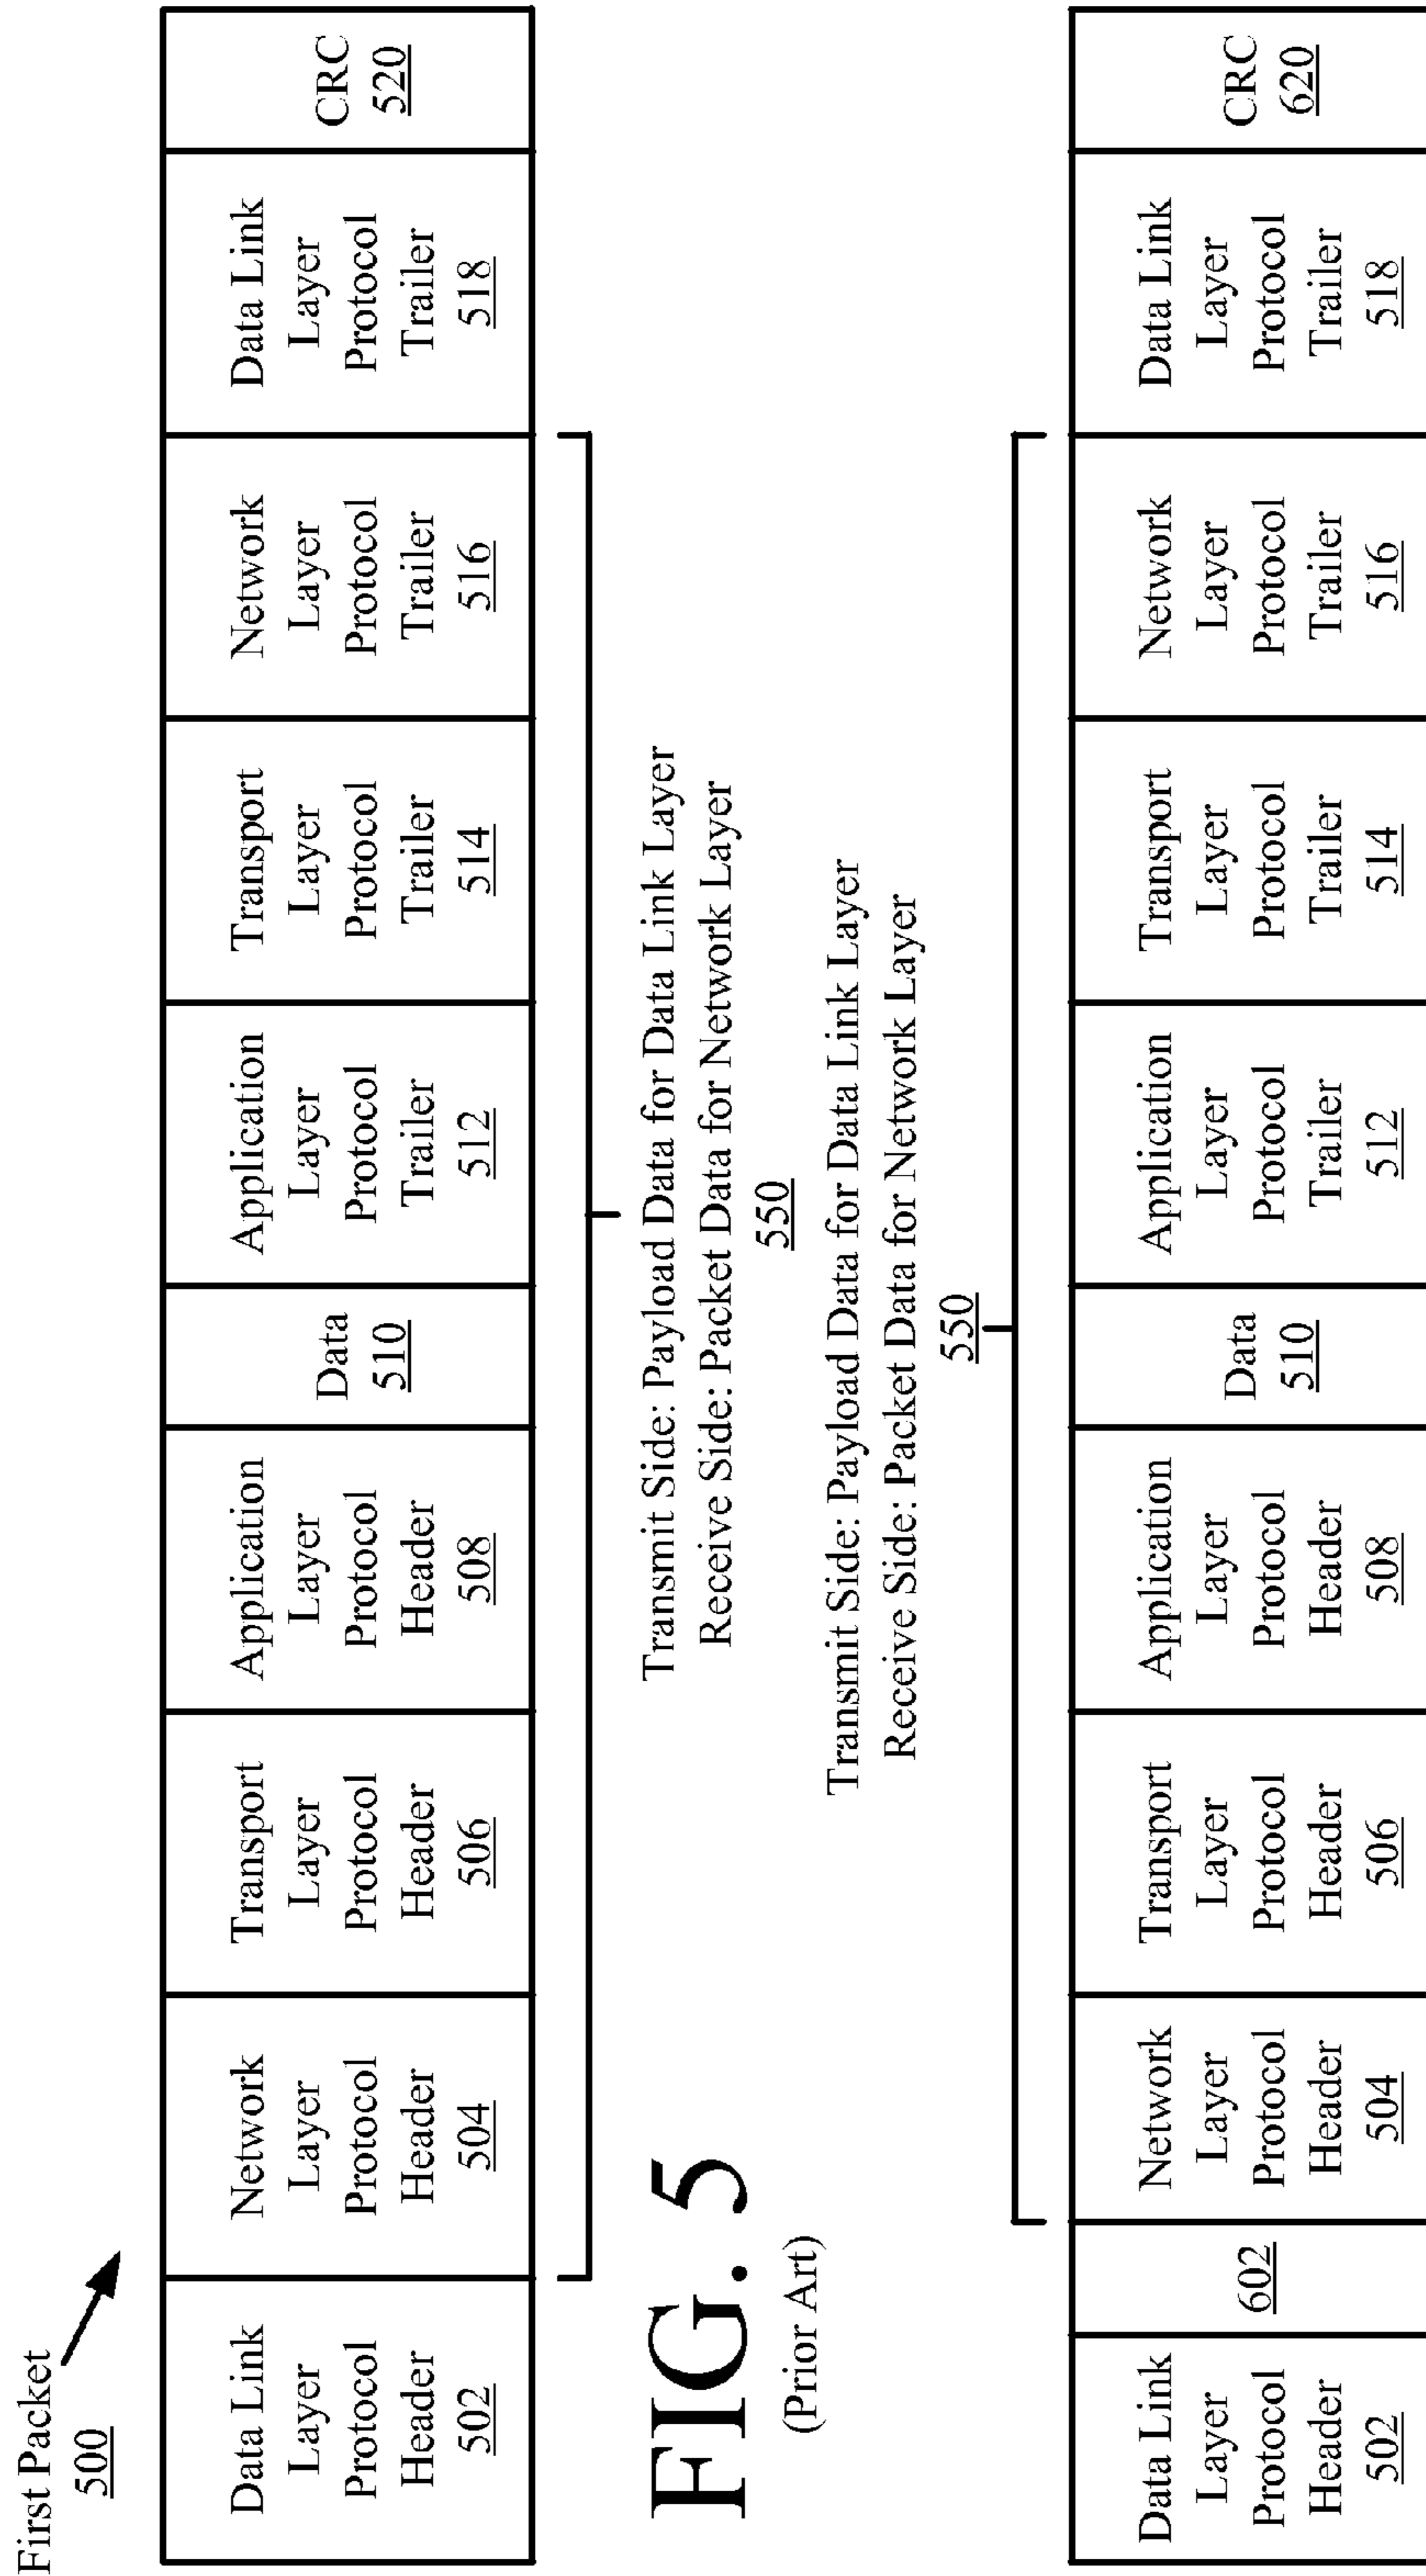 First Packet
500
Data Link
Layer
Protocol
Header
502
Network
Layer
Protocol
Header
504
Transport
Layer
Protocol
Header
506
Application
Layer
Protocol
Header
508
Data
510
Application
Layer
Protocol
Trailer
512
Transport
Layer
Protocol
Trailer
514
Network
Layer
Protocol
Trailer
516
Data Link
Layer
Protocol
Trailer
518
CRC
520
Transmit Side: Payload Data for Data Link Layer
Receive Side: Packet Data for Network Layer
550
FIG. 5
(Prior Art)
Transmit Side: Payload Data for Data Link Layer
Receive Side: Packet Data for Network Layer
550
Data Link
Layer
Protocol
Header
502
602
Network
Layer
Protocol
Header
504
Transport
Layer
Protocol
Header
506
Application
Layer
Protocol
Header
508
Data
510
Application
Layer
Protocol
Trailer
512
Transport
Layer
Protocol
Trailer
514
Network
Layer
Protocol
Trailer
516
Data Link
Layer
Protocol
Trailer
518
CRC
620